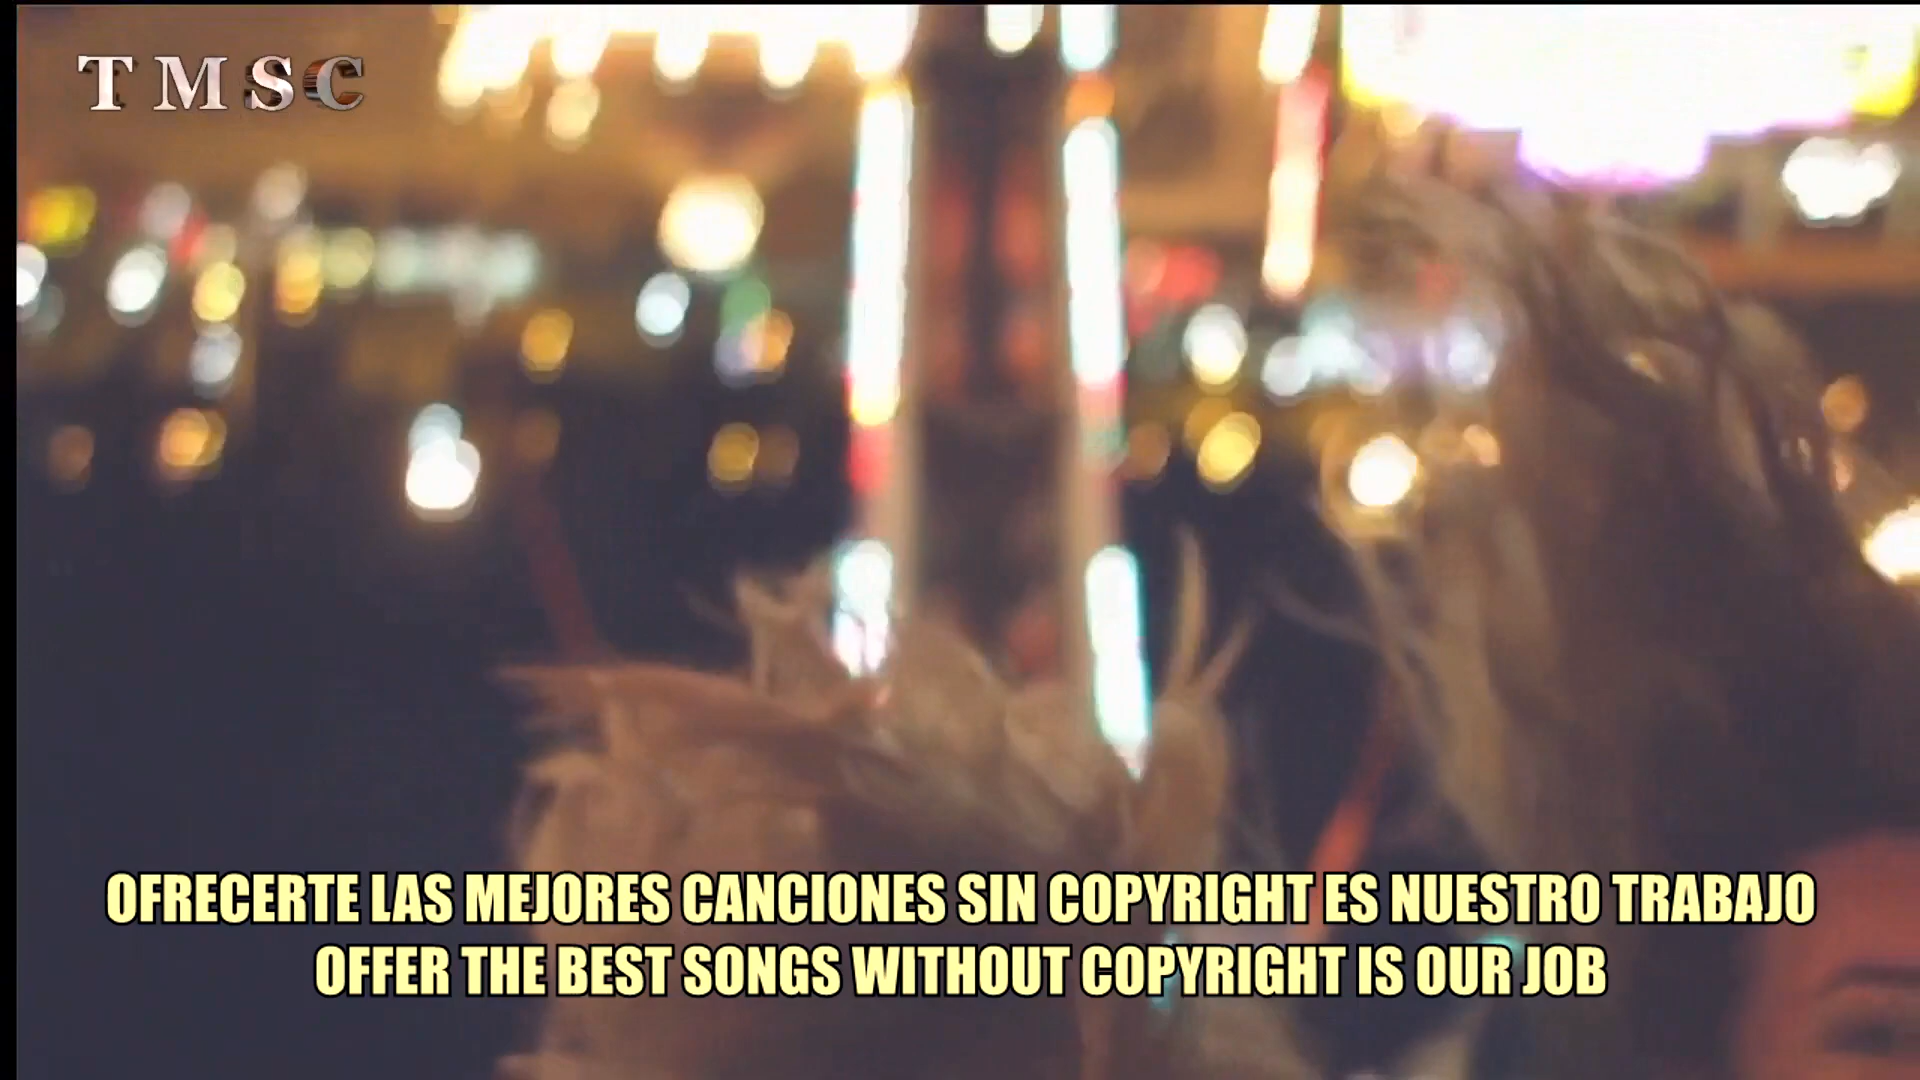 TMSC
OFRECERTE LAS MEJORES CANCIONES SIN COPYRIGHT ES NUESTRO TRABAJO
OFFER THE BEST SONGS WITHOUT COPYRIGHT IS OUR JOB